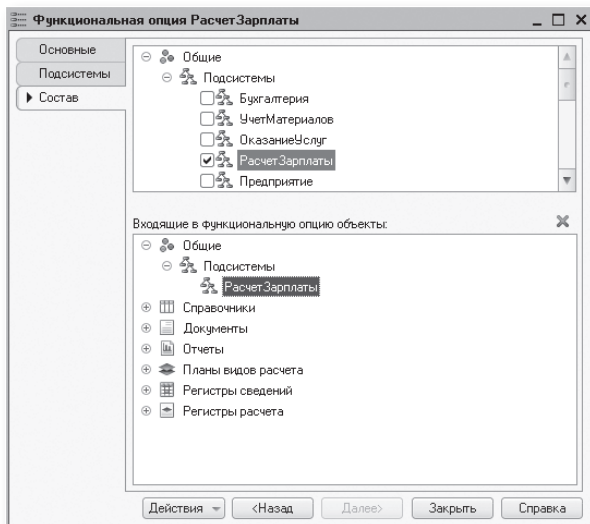 Функциональная опция РасчетЗарплаты
Основные
Подсистемы
Состав
Общие
Подсистемы
Бухгалтерия
УчетМатериалов
ОказаниеУслуг
РасчетЗарплаты
Предприятие
Входящие в функциональную опцию объекты:
Общие
Подсистемы
РасчетЗарплаты
Справочники
Документы
Отчеты
Планы видов расчета
Регистры сведений
Регистры расчета
Действия
<Назад
Далее>
Закрыть
Справка